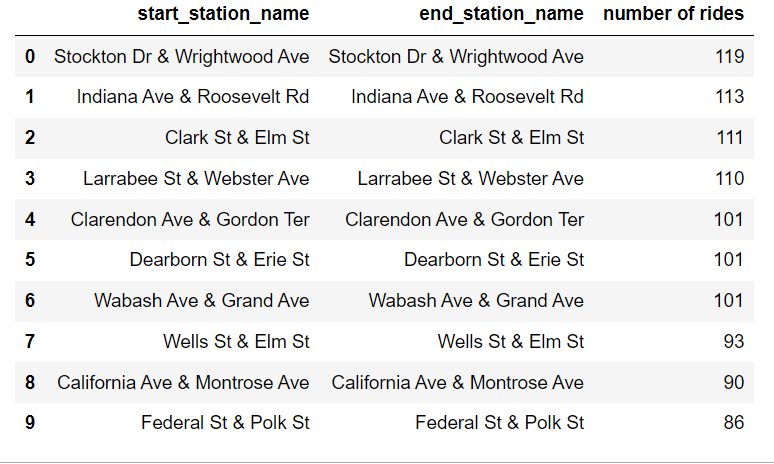 start_station_name end_station_name number of rides
0 Stockton Dr & Wrightwood Ave Stockton Dr & Wrightwood Ave 119
1 Indiana Ave & Roosevelt Rd Indiana Ave & Roosevelt Rd 113
2 Clark St & Elm St Clark St & Elm St 111
3 Larrabee St & Webster Ave Larrabee St & Webster Ave 110
4 Clarendon Ave & Gordon Ter Clarendon Ave & Gordon Ter 101
5 Dearborn St & Erie St Dearborn St & Erie St 101
6 Wabash Ave & Grand Ave Wabash Ave & Grand Ave 101
7 Wells St & Elm St Wells St & Elm St 93
8 California Ave & Montrose Ave California Ave & Montrose Ave 90
9 Federal St & Polk St Federal St & Polk St 86